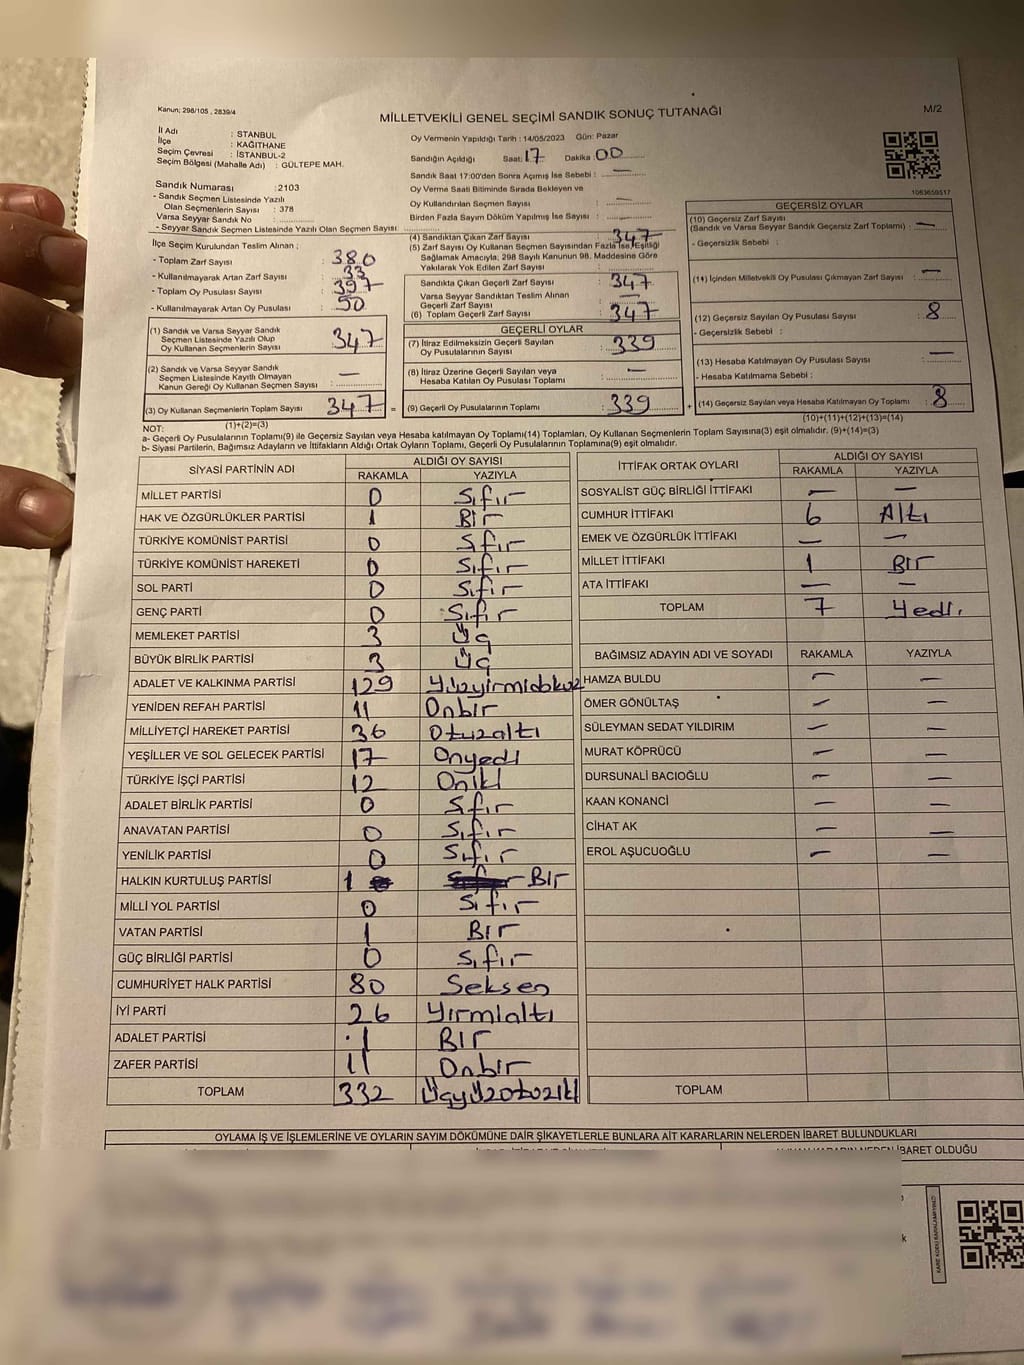 Kanun; 298/105 , 2839/4
MİLLETVEKİLİ GENEL SEÇİMİ SANDIK SONUÇ TUTANAĞI
M/2
İl Adı : STANBUL
İlçe : KAĞITHANE
Seçim Çevresi : İSTANBUL-2
Seçim Bölgesi (Mahalle Adı) : GÜLTEPE MAH.
Oy Vermenin Yapıldığı Tarih : 14/05/2023 Gün: Pazar
Sandığın Açıldığı Saat: 17 Dakika 00
Sandık Saat 17:00'den Sonra Açımış İse Sebebi : —
Oy Verme Saati Bitiminde Sırada Bekleyen ve
Oy Kullandırılan Seçmen Sayısı : —
Birden Fazla Sayım Döküm Yapılmış İse Sayısı : —
1063650517
Sandık Numarası : 2103
- Sandık Seçmen Listesinde Yazılı
Olan Seçmenlerin Sayısı : 378
Varsa Seyyar Sandık No :
- Seyyar Sandık Seçmen Listesinde Yazılı Olan Seçmen Sayısı
İlçe Seçim Kurulundan Teslim Alınan ;
- Toplam Zarf Sayısı : 380
- Kullanılmayarak Artan Zarf Sayısı : 33
- Toplam Oy Pusulası Sayısı : 397
- Kullanılmayarak Artan Oy Pusulası : 50
(1) Sandık ve Varsa Seyyar Sandık
Seçmen Listesinde Yazılı Olup
Oy Kullanan Seçmenlerin Sayısı : 347
(2) Sandık ve Varsa Seyyar Sandık
Seçmen Listesinde Kayıtlı Olmayan
Kanun Gereği Oy Kullanan Seçmen Sayısı : —
(3) Oy Kullanan Seçmenlerin Toplam Sayısı : 347 =
(1)+(2)=(3)
(4) Sandıktan Çıkan Zarf Sayısı : 347
(5) Zarf Sayısı Oy Kullanan Seçmen Sayısından Fazla İse, Eşitliği
Sağlamak Amacıyla, 298 Sayılı Kanunun 98. Maddesine Göre
Yakılarak Yok Edilen Zarf Sayısı :
Sandıkta Çıkan Geçerli Zarf Sayısı : 347
Varsa Seyyar Sandıktan Teslim Alınan
Geçerli Zarf Sayısı : —
(6) Toplam Geçerli Zarf Sayısı : 347
GEÇERLİ OYLAR
(7) İtiraz Edilmeksizin Geçerli Sayılan
Oy Pusulalarının Sayısı : 339
(8) İtiraz Üzerine Geçerli Sayılan veya
Hesaba Katılan Oy Pusulası Toplamı : —
(9) Geçerli Oy Pusulalarının Toplamı : 339 +
GEÇERSİZ OYLAR
(10) Geçersiz Zarf Sayısı
(Sandık ve Varsa Seyyar Sandık Geçersiz Zarf Toplamı) : —
- Geçersizlik Sebebi :
(11) İçinden Milletvekili Oy Pusulası Çıkmayan Zarf Sayısı : —
(12) Geçersiz Sayılan Oy Pusulası Sayısı : 8
- Geçersizlik Sebebi :
(13) Hesaba Katılmayan Oy Pusulası Sayısı : —
- Hesaba Katılmama Sebebi :
(14) Geçersiz Sayılan veya Hesaba Katılmayan Oy Toplamı : 8
(10)+(11)+(12)+(13)=(14)
NOT:
a- Geçerli Oy Pusulalarının Toplamı(9) ile Geçersiz Sayılan veya Hesaba katılmayan Oy Toplamı(14) Toplamları, Oy Kullanan Seçmenlerin Toplam Sayısına(3) eşit olmalıdır. (9)+(14)=(3)
b- Siyasi Partilerin, Bağımsız Adayların ve İttifakların Aldığı Ortak Oyların Toplamı, Geçerli Oy Pusulalarının Toplamına(9) eşit olmalıdır.
SİYASİ PARTİNİN ADI ALDIĞI OY SAYISI
RAKAMLA YAZIYLA
MİLLET PARTİSİ 0 Sıfır
HAK VE ÖZGÜRLÜKLER PARTİSİ 1 Bir
TÜRKİYE KOMÜNİST PARTİSİ 0 Sıfır
TÜRKİYE KOMÜNİST HAREKETİ 0 Sıfır
SOL PARTİ 0 Sıfır
GENÇ PARTİ 0 Sıfır
MEMLEKET PARTİSİ 3 Üç
BÜYÜK BİRLİK PARTİSİ 3 Üç
ADALET VE KALKINMA PARTİSİ 129 Yüzyirmidokuz
YENİDEN REFAH PARTİSİ 11 Onbir
MİLLİYETÇİ HAREKET PARTİSİ 36 Otuzaltı
YEŞİLLER VE SOL GELECEK PARTİSİ 17 Onyedi
TÜRKİYE İŞÇİ PARTİSİ 12 Oniki
ADALET BİRLİK PARTİSİ 0 Sıfır
ANAVATAN PARTİSİ 0 Sıfır
YENİLİK PARTİSİ 0 Sıfır
HALKIN KURTULUŞ PARTİSİ 1 Bir
MİLLİ YOL PARTİSİ 0 Sıfır
VATAN PARTİSİ 1 Bir
GÜÇ BİRLİĞİ PARTİSİ 0 Sıfır
CUMHURİYET HALK PARTİSİ 80 Seksen
İYİ PARTİ 26 Yirmialtı
ADALET PARTİSİ 1 Bir
ZAFER PARTİSİ 11 Onbir
TOPLAM 332 Üçyüzotuziki
İTTİFAK ORTAK OYLARI ALDIĞI OY SAYISI
RAKAMLA YAZIYLA
SOSYALİST GÜÇ BİRLİĞİ İTTİFAKI — —
CUMHUR İTTİFAKI 6 Altı
EMEK VE ÖZGÜRLÜK İTTİFAKI — —
MİLLET İTTİFAKI 1 Bir
ATA İTTİFAKI — —
TOPLAM 7 Yedi
BAĞIMSIZ ADAYIN ADI VE SOYADI RAKAMLA YAZIYLA
HAMZA BULDU — —
ÖMER GÖNÜLTAŞ — —
SÜLEYMAN SEDAT YILDIRIM — —
MURAT KÖPRÜCÜ — —
DURSUNALİ BACIOĞLU — —
KAAN KONANCİ — —
CİHAT AK — —
EROL AŞUCUOĞLU — —
TOPLAM
OYLAMA İŞ VE İŞLEMLERİNE VE OYLARIN SAYIM DÖKÜMÜNE DAİR ŞİKAYETLERLE BUNLARA AİT KARARLARIN NELERDEN İBARET BULUNDUKLARI
İBARET OLDUĞU